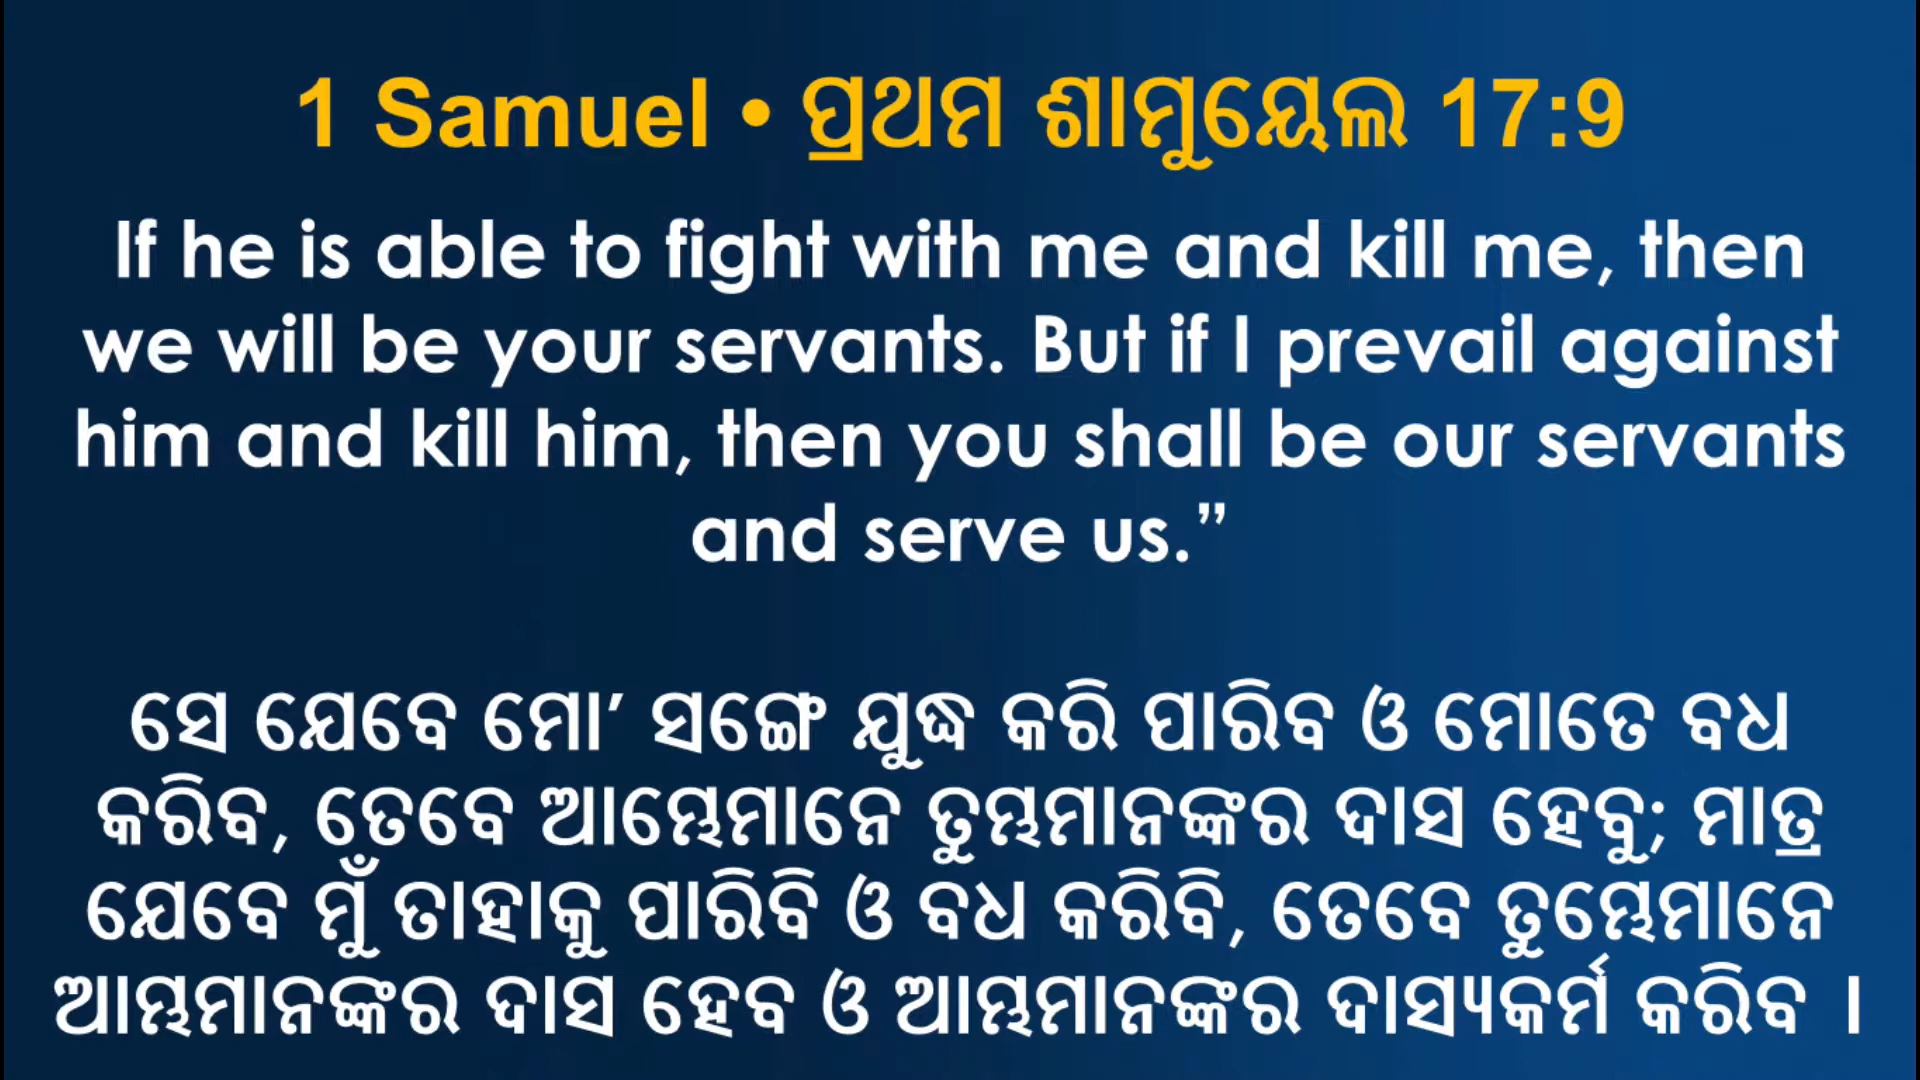 1 Samuel • ପ୍ରଥମ ଶାମୁୟେଲ 17:9
If he is able to fight with me and kill me, then
we will be your servants. But if I prevail against
him and kill him, then you shall be our servants
and serve us.”
ସେ ଯେବେ ମୋ’ ସଙ୍ଗେ ଯୁଦ୍ଧ କରି ପାରିବ ଓ ମୋତେ ବଧ
କରିବ, ତେବେ ଆମ୍ଭେମାନେ ତୁମ୍ଭମାନଙ୍କର ଦାସ ହେବୁ; ମାତ୍ର
ଯେବେ ମୁଁ ତାହାକୁ ପାରିବି ଓ ବଧ କରିବି, ତେବେ ତୁମ୍ଭେମାନେ
ଆମ୍ଭମାନଙ୍କର ଦାସ ହେବ ଓ ଆମ୍ଭମାନଙ୍କର ଦାସ୍ୟକର୍ମ କରିବ ।